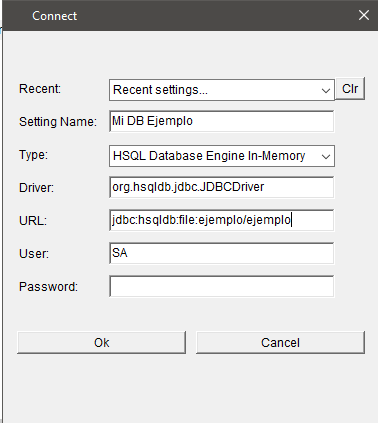 Connect
Recent: Recent settings... Clr
Setting Name: Mi DB Ejemplo
Type: HSQL Database Engine In-Memory
Driver: org.hsqldb.jdbc.JDBCDriver
URL: jdbc:hsqldb:file:ejemplo/ejemplo
User: SA
Password:
Ok Cancel